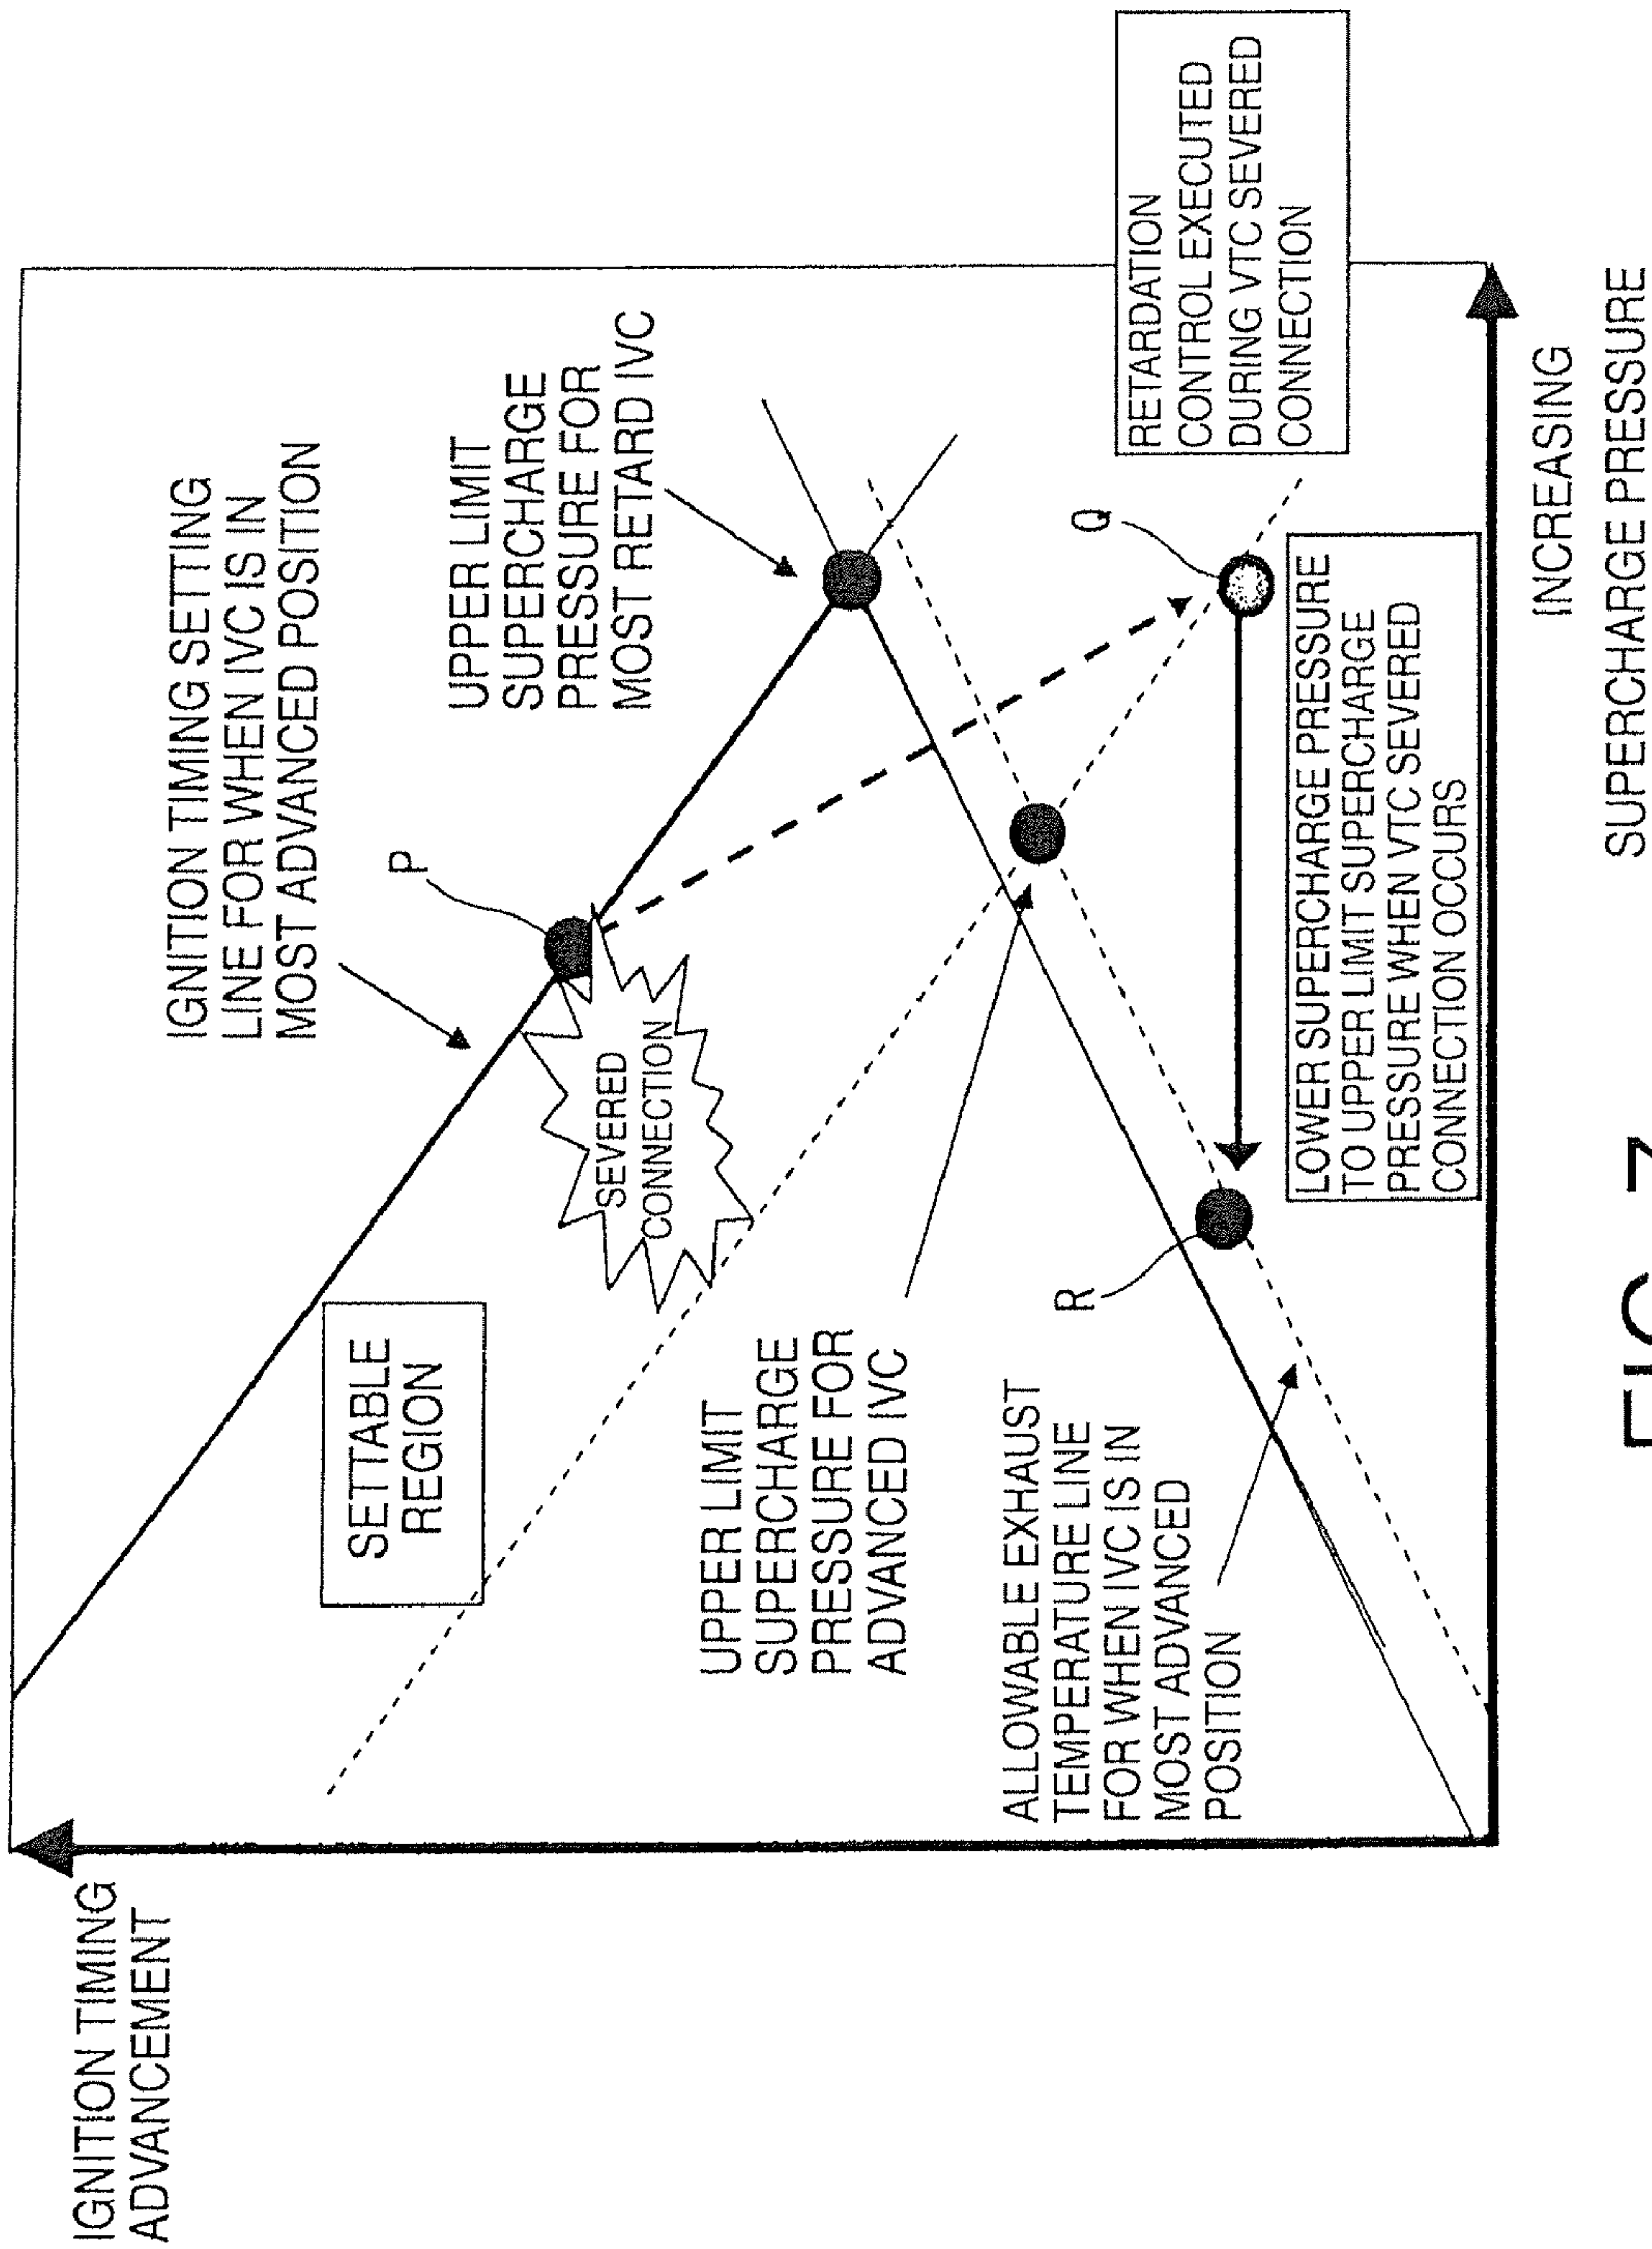 IGNITION TIMING
ADVANCEMENT
IGNITION TIMING SETTING
LINE FOR WHEN IVC IS IN
MOST ADVANCED POSITION
P
UPPER LIMIT
SUPERCHARGE
PRESSURE FOR
MOST RETARD IVC
SETTABLE
REGION
SEVERED
CONNECTION
UPPER LIMIT
SUPERCHARGE
PRESSURE FOR
ADVANCED IVC
ALLOWABLE EXHAUST
TEMPERATURE LINE
FOR WHEN IVC IS IN
MOST ADVANCED
POSITION
R
Q
RETARDATION
CONTROL EXECUTED
DURING VTC SEVERED
CONNECTION
LOWER SUPERCHARGE PRESSURE
TO UPPER LIMIT SUPERCHARGE
PRESSURE WHEN VTC SEVERED
CONNECTION OCCURS
INCREASING
SUPERCHARGE PRESSURE